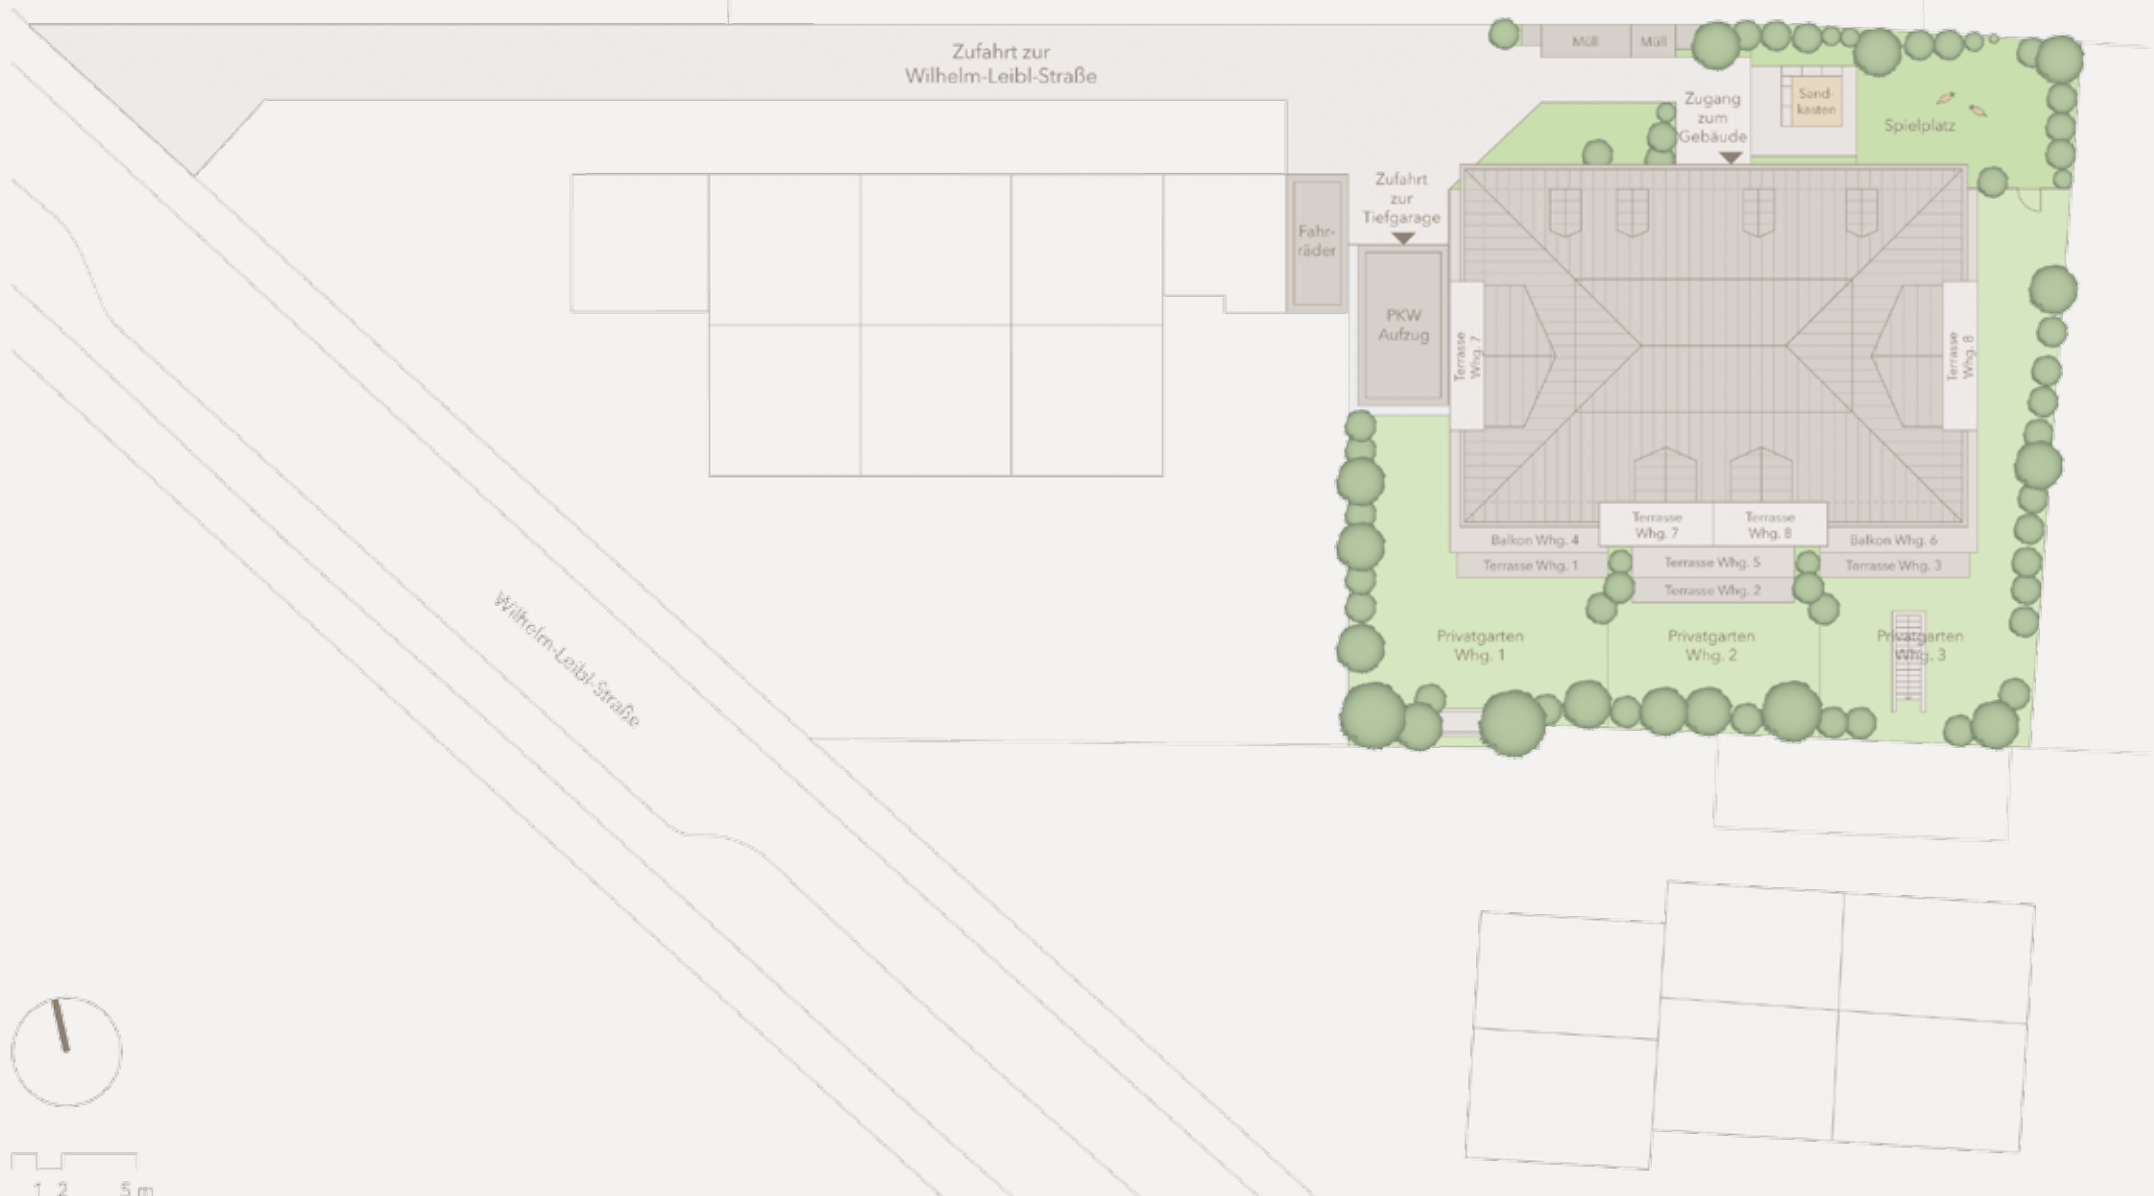 Zufahrt zur
Wilhelm-Leibl-Straße
Müll
Müll
Zugang
zum
Gebäude
Sand-
kasten
Spielplatz
Zufahrt
zur
Tiefgarage
Fahr-
räder
PKW
Aufzug
Terrasse
Whg. 7
Terrasse
Whg. 8
Terrasse
Whg. 7
Terrasse
Whg. 8
Balkon Whg. 4
Balkon Whg. 6
Terrasse Whg. 1
Terrasse Whg. 5
Terrasse Whg. 3
Terrasse Whg. 2
Privatgarten
Whg. 1
Privatgarten
Whg. 2
Privatgarten
Whg. 3
Wilhelm-Leibl-Straße
1 2 5 m